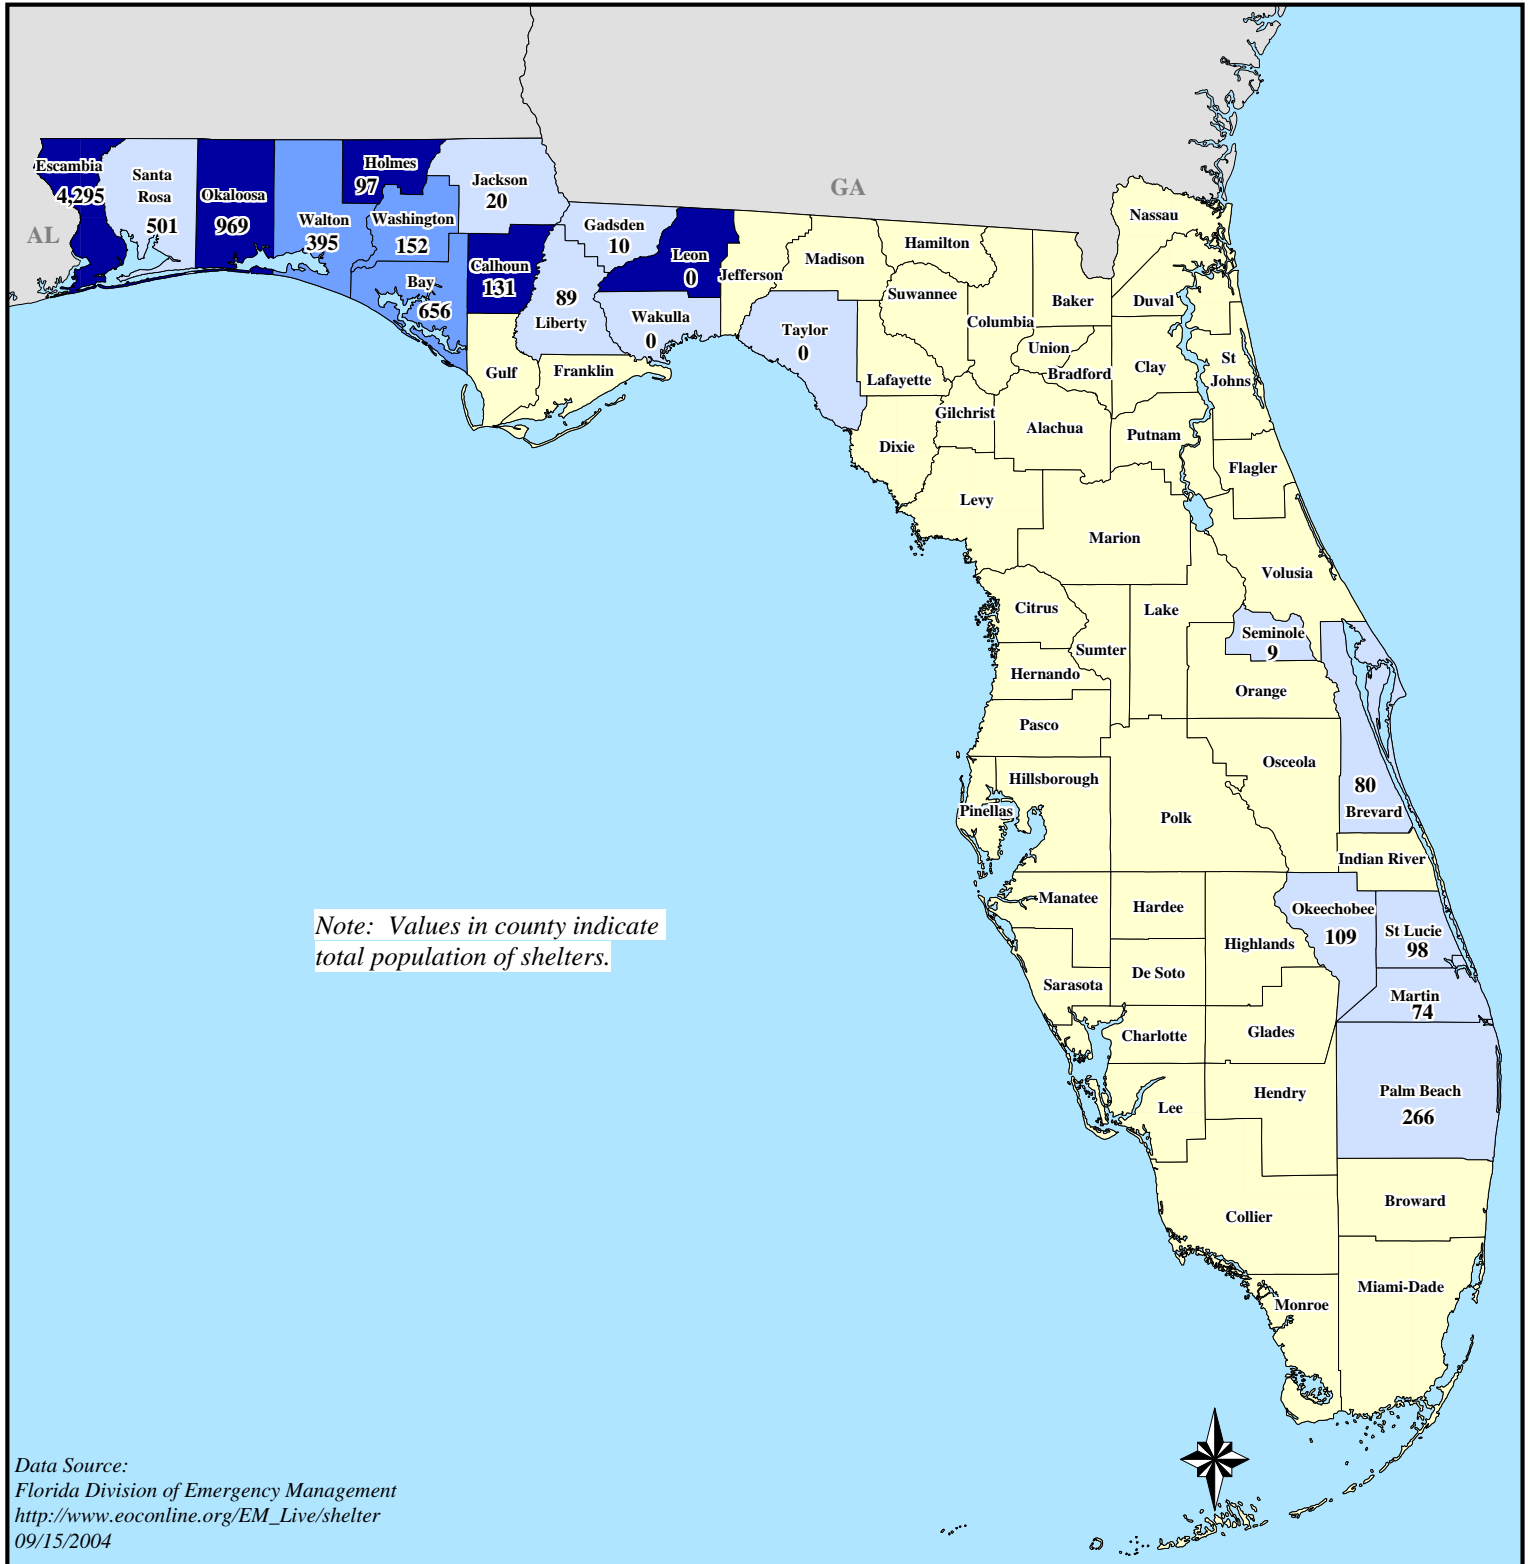 GA
AL
Escambia
4,295
Santa
Rosa
501
Okaloosa
969
Walton
395
Holmes
97
Washington
152
Jackson
20
Bay
656
Calhoun
131
Gadsden
10
Leon
0
89
Liberty
Wakulla
0
Gulf
Franklin
Jefferson
Madison
Taylor
0
Hamilton
Suwannee
Columbia
Baker
Nassau
Duval
Union
Bradford
Clay
St
Johns
Lafayette
Gilchrist
Alachua
Putnam
Dixie
Flagler
Levy
Marion
Volusia
Citrus
Lake
Sumter
Seminole
9
Hernando
Orange
Pasco
Osceola
Hillsborough
80
Brevard
Pinellas
Polk
Indian River
Manatee
Hardee
Okeechobee
109
St Lucie
98
Highlands
De Soto
Sarasota
Martin
74
Charlotte
Glades
Palm Beach
266
Hendry
Lee
Broward
Collier
Miami-Dade
Monroe
Note: Values in county indicate
total population of shelters.
Data Source:
Florida Division of Emergency Management
http://www.eoconline.org/EM_Live/shelter
09/15/2004